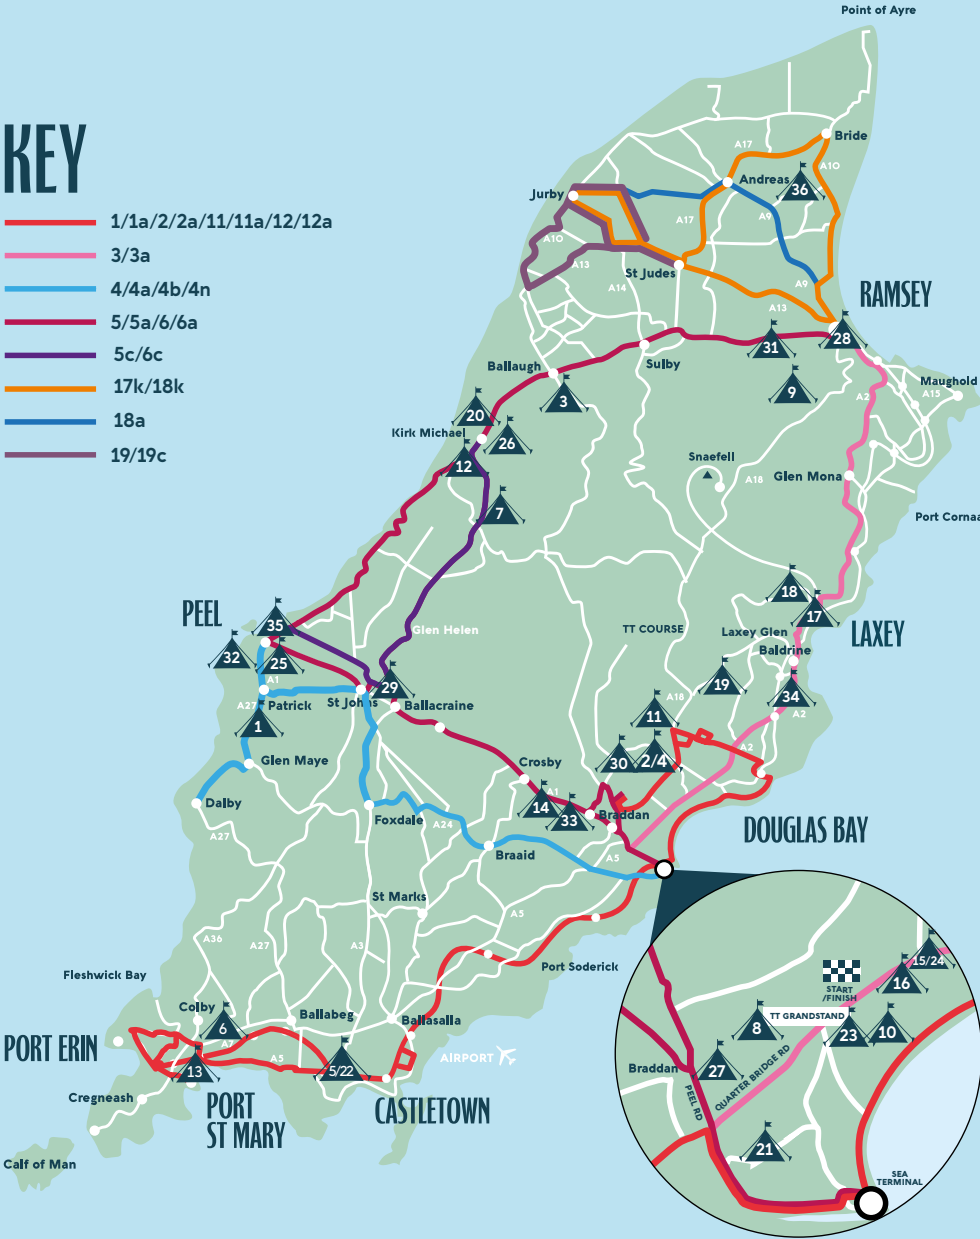 Point of Ayre
KEY
1/1a/2/2a/11/11a/12/12a
3/3a
4/4a/4b/4n
5/5a/6/6a
5c/6c
17k/18k
18a
19/19c
Bride
A17
A10
Andreas
36
Jurby
A17
A9
A10
A13
St Judes
A14
A9
A13
RAMSEY
28
31
Sulby
Ballaugh
9
3
Maughold
A15
A2
20
Kirk Michael
26
12
Snaefell
A18
Glen Mona
7
Port Cornaa
18
17
PEEL
35
32
25
Glen Helen
TT COURSE
Laxey Glen
LAXEY
Baldrine
A1
29
19
34
A27
Patrick
St Johns
Ballacraine
A18
11
A2
1
Glen Maye
30
2/4
A2
Crosby
14
A1
33
Braddan
Dalby
Foxdale
A24
A27
DOUGLAS BAY
Braaid
A5
St Marks
A5
A36
A27
A3
Port Soderick
Fleshwick Bay
Colby
6
Ballabeg
Ballasalla
PORT ERIN
A7
A5
13
5/22
AIRPORT
Cregneash
PORT
ST MARY
CASTLETOWN
Calf of Man
15/24
16
START
/FINISH
TT GRANDSTAND
8
23
10
Braddan
27
QUARTER BRIDGE RD
PEEL RD
21
SEA
TERMINAL